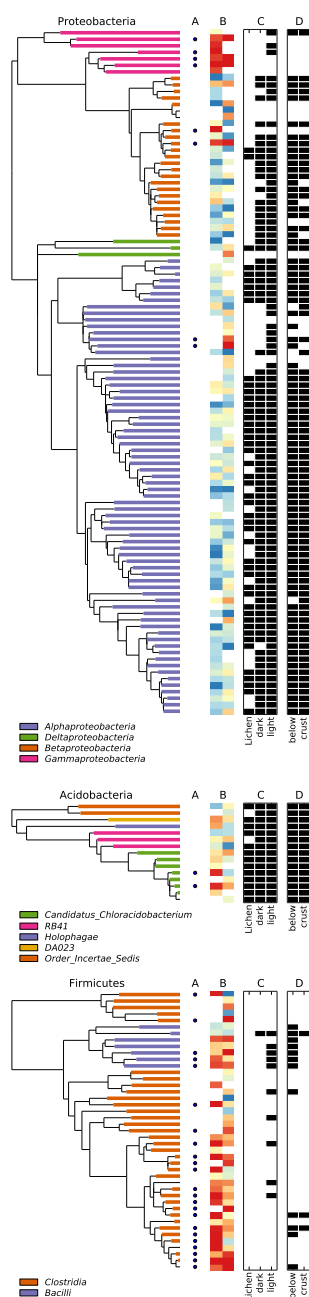 Proteobacteria A B C D
Lichen dark light below crust
Alphaproteobacteria
Deltaproteobacteria
Betaproteobacteria
Gammaproteobacteria
Acidobacteria A B C D
Candidatus_Chloracidobacterium
RB41
Holophagae
DA023
Order_Incertae_Sedis
Lichen dark light below crust
Firmicutes A B C D
Clostridia
Bacilli
Lichen dark light below crust